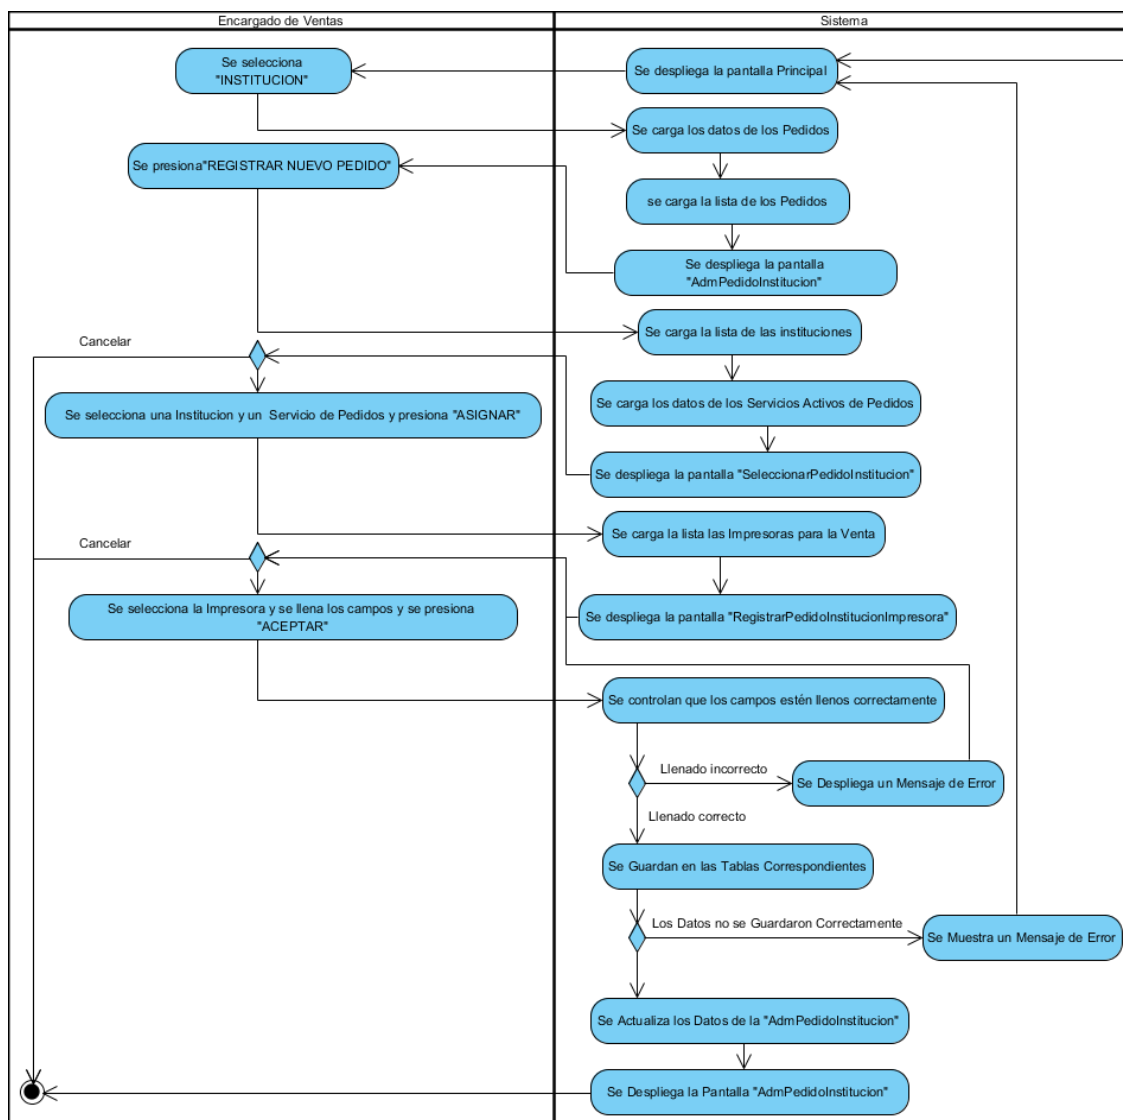 Encargado de Ventas
Sistema
Se selecciona
"INSTITUCION"
Se despliega la pantalla Principal
Se carga los datos de los Pedidos
Se presiona"REGISTRAR NUEVO PEDIDO"
se carga la lista de los Pedidos
Se despliega la pantalla
"AdmPedidoInstitucion"
Se carga la lista de las instituciones
Cancelar
Se selecciona una Institucion y un Servicio de Pedidos y presiona "ASIGNAR"
Se carga los datos de los Servicios Activos de Pedidos
Se despliega la pantalla "SeleccionarPedidoInstitucion"
Se carga la lista las Impresoras para la Venta
Cancelar
Se selecciona la Impresora y se llena los campos y se presiona
"ACEPTAR"
Se despliega la pantalla "RegistrarPedidoInstitucionImpresora"
Se controlan que los campos estén llenos correctamente
Llenado incorrecto
Se Despliega un Mensaje de Error
Llenado correcto
Se Guardan en las Tablas Correspondientes
Los Datos no se Guardaron Correctamente
Se Muestra un Mensaje de Error
Se Actualiza los Datos de la "AdmPedidoInstitucion"
Se Despliega la Pantalla "AdmPedidoInstitucion"